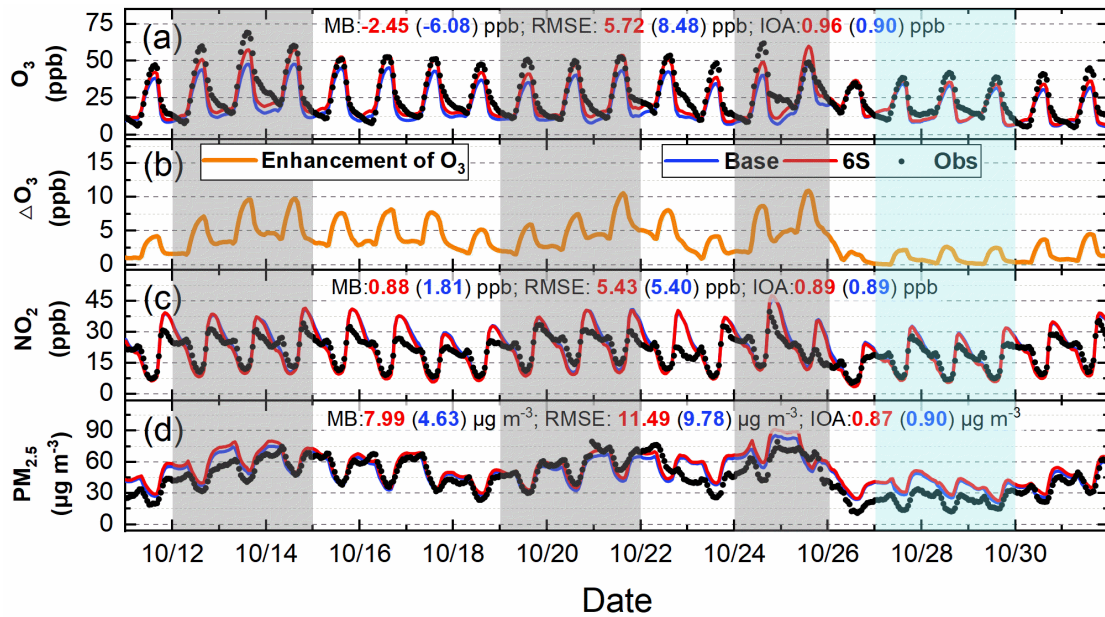 (a) MB:-2.45 (-6.08) ppb; RMSE: 5.72 (8.48) ppb; IOA:0.96 (0.90) ppb
O₃
(ppb)
75
50
25
0
(b) Enhancement of O₃ Base 6S Obs
△O₃
(ppb)
15
10
5
0
(c) MB:0.88 (1.81) ppb; RMSE: 5.43 (5.40) ppb; IOA:0.89 (0.89) ppb
NO₂
(ppb)
45
30
15
0
(d) MB:7.99 (4.63) µg m⁻³; RMSE: 11.49 (9.78) µg m⁻³; IOA:0.87 (0.90) µg m⁻³
PM₂.₅
(µg m⁻³)
90
60
30
0
10/12 10/14 10/16 10/18 10/20 10/22 10/24 10/26 10/28 10/30
Date